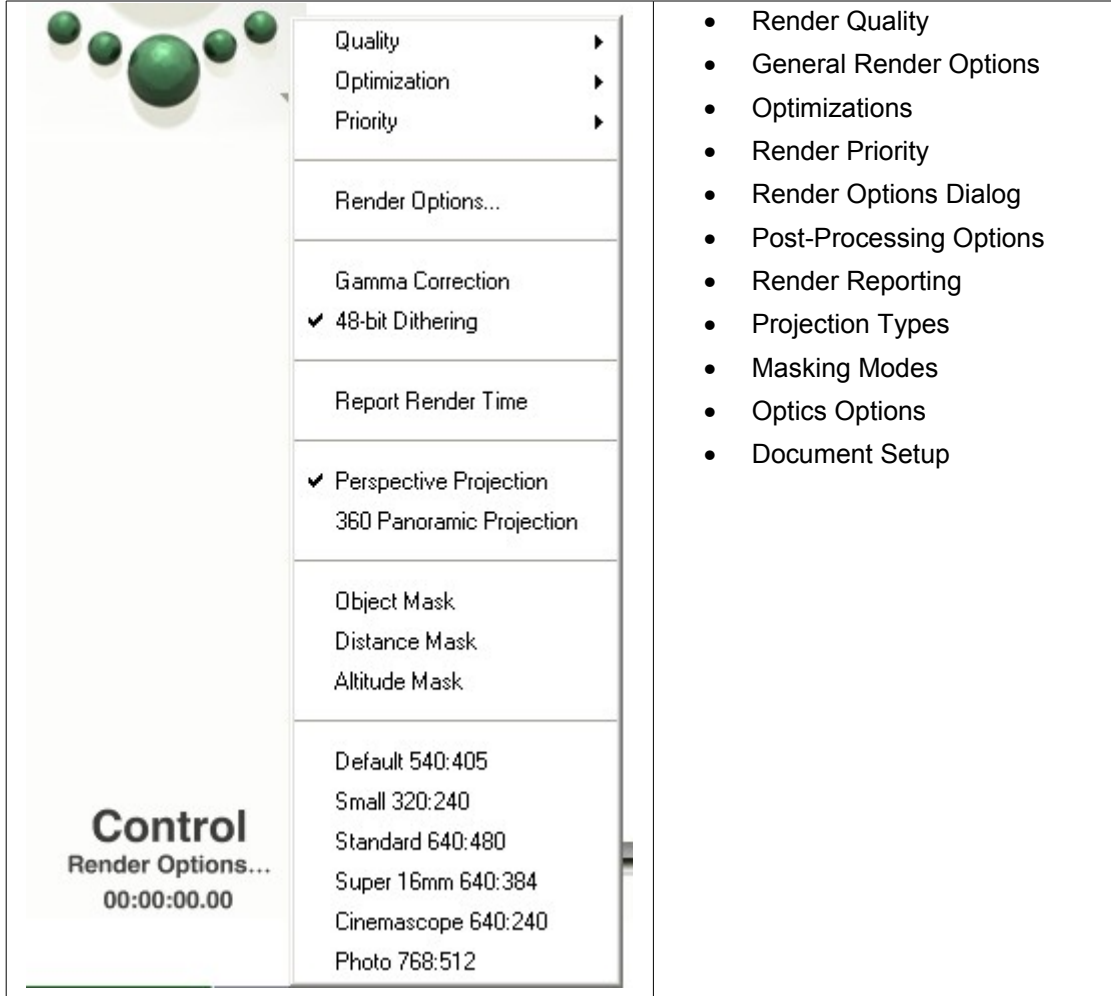 Quality
Optimization
Priority
Render Options...
Gamma Correction
48-bit Dithering
Report Render Time
Perspective Projection
360 Panoramic Projection
Object Mask
Distance Mask
Altitude Mask
Default 540:405
Small 320:240
Standard 640:480
Super 16mm 640:384
Cinemascope 640:240
Photo 768:512
Control
Render Options...
00:00:00.00
• Render Quality
• General Render Options
• Optimizations
• Render Priority
• Render Options Dialog
• Post-Processing Options
• Render Reporting
• Projection Types
• Masking Modes
• Optics Options
• Document Setup